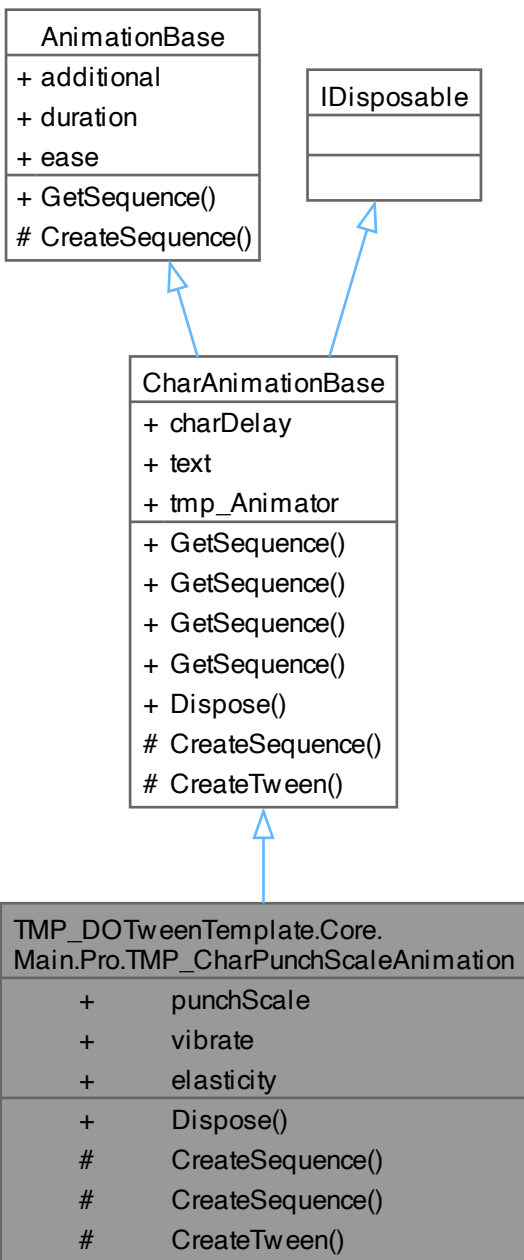 AnimationBase
+ additional
+ duration
+ ease
+ GetSequence()
# CreateSequence()
IDisposable
CharAnimationBase
+ charDelay
+ text
+ tmp_Animator
+ GetSequence()
+ GetSequence()
+ GetSequence()
+ GetSequence()
+ Dispose()
# CreateSequence()
# CreateTween()
TMP_DOTweenTemplate.Core.
Main.Pro.TMP_CharPunchScaleAnimation
+ punchScale
+ vibrate
+ elasticity
+ Dispose()
# CreateSequence()
# CreateSequence()
# CreateTween()